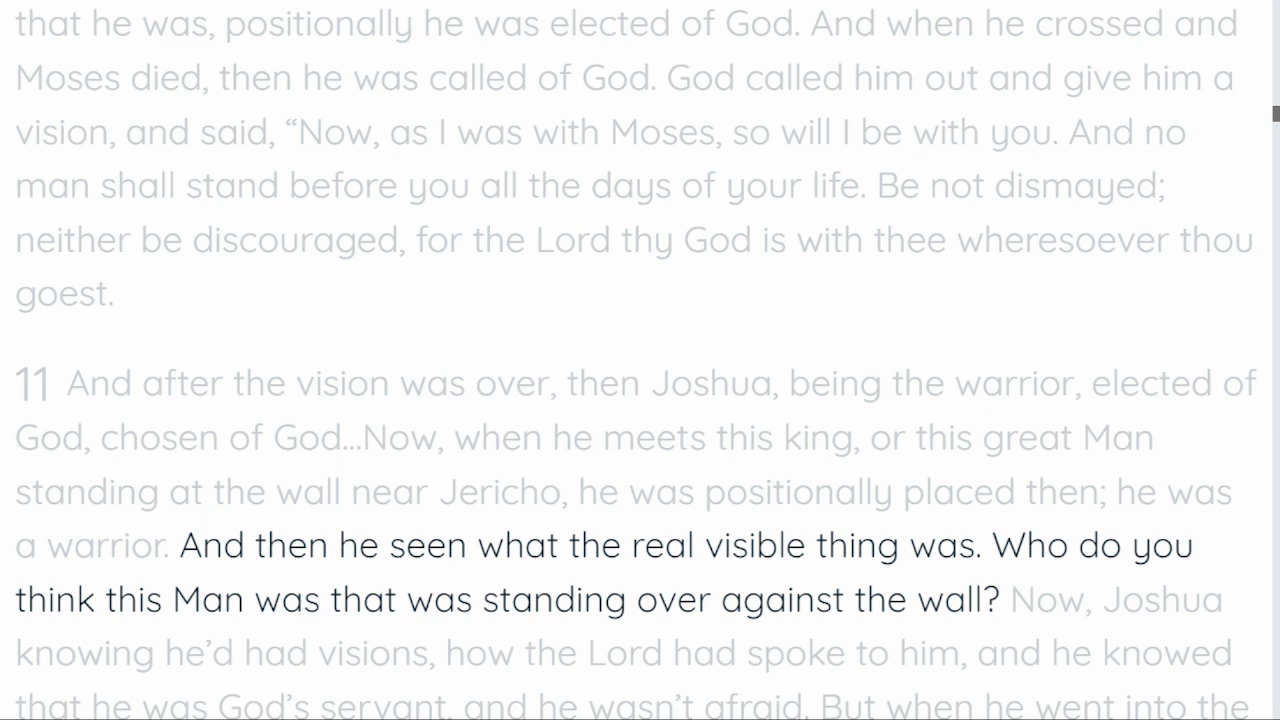 that he was, positionally he was elected of God. And when he crossed and
Moses died, then he was called of God. God called him out and give him a
vision, and said, “Now, as I was with Moses, so will I be with you. And no
man shall stand before you all the days of your life. Be not dismayed;
neither be discouraged, for the Lord thy God is with thee wheresoever thou
goest.
11 And after the vision was over, then Joshua, being the warrior, elected of
God, chosen of God...Now, when he meets this king, or this great Man
standing at the wall near Jericho, he was positionally placed then; he was
a warrior. And then he seen what the real visible thing was. Who do you
think this Man was that was standing over against the wall? Now, Joshua
knowing he’d had visions, how the Lord had spoke to him, and he knowed
that he was God’s servant, and he wasn’t afraid. But when he went into the